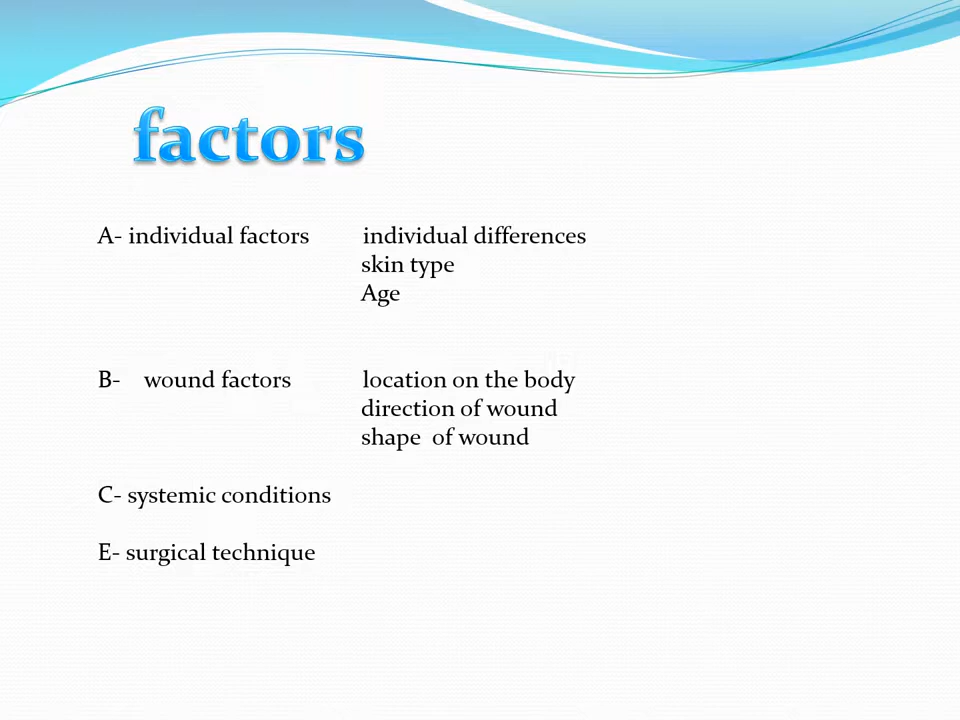 factors
A- individual factors individual differences
skin type
Age
B- wound factors location on the body
direction of wound
shape of wound
C- systemic conditions
E- surgical technique